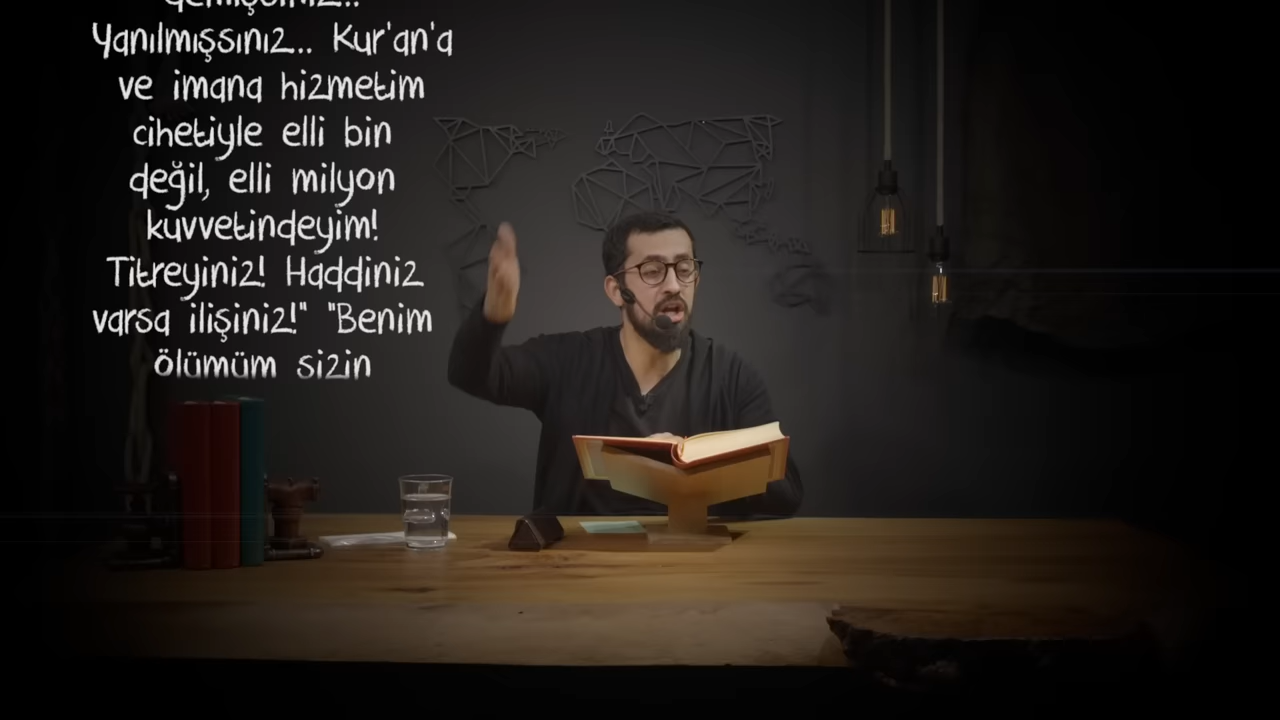 Yanılmışsınız.. Kur'an'a
ve imana hizmetim
cihetiyle elli bin
değil, elli milyon
kuvvetindeyim!
Titreyiniz! Haddiniz
varsa ilişiniz!" "Benim
ölümüm sizin